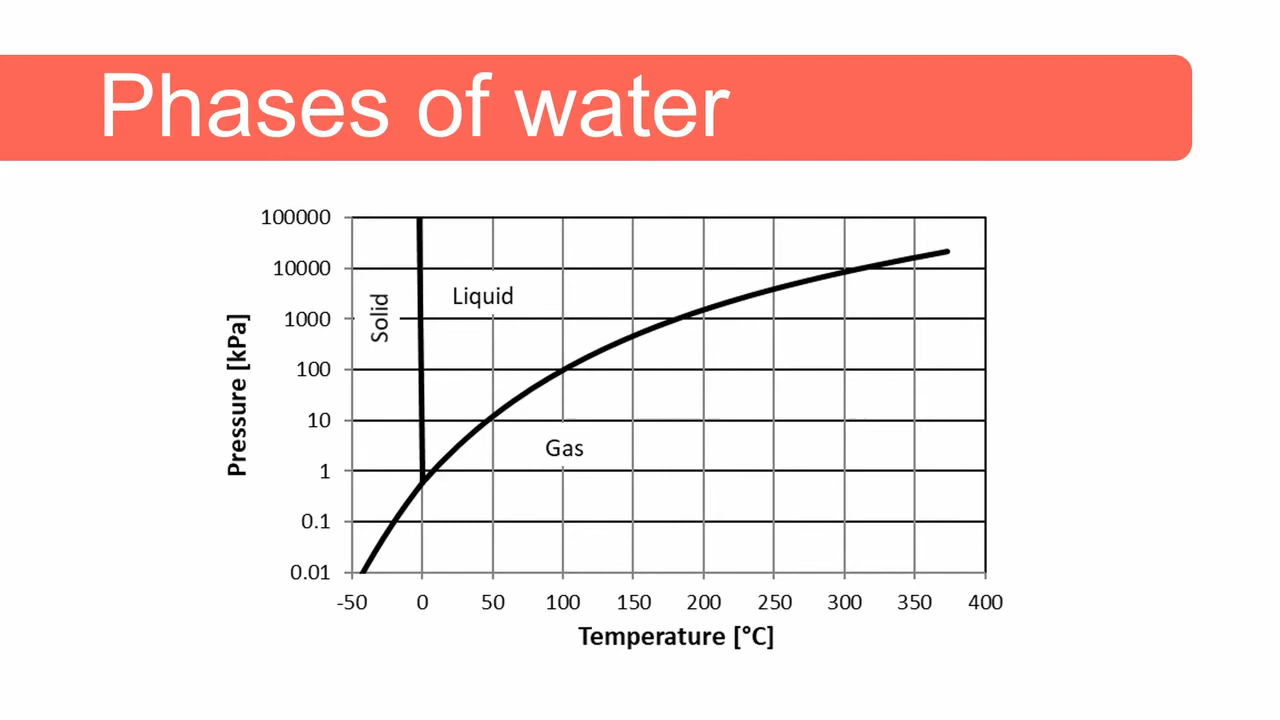 Phases of water
100000
10000
1000
100
10
1
0.1
0.01
Pressure [kPa]
Solid
Liquid
Gas
-50 0 50 100 150 200 250 300 350 400
Temperature [°C]